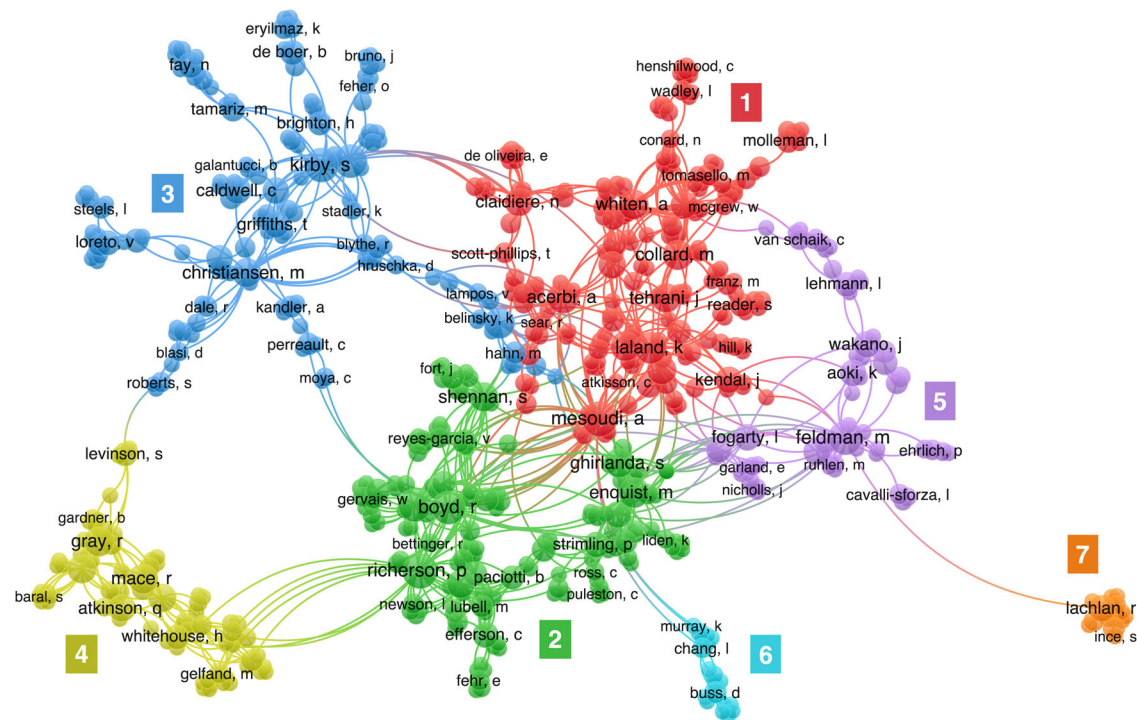 eryilmaz, k
de boer, b
bruno, j
fay, n
feher, o
tamariz, m
brighton, h
galantucci, b
kirby, s
caldwell, c
3
steels, l
griffiths, t
stadler, k
loreto, v
blythe, r
christiansen, m
hruschka, d
dale, r
kandler, a
lampos, v
belinsky, k
blasi, d
perreault, c
hahn, m
roberts, s
moya, c
henshilwood, c
wadley, l
1
conard, n
molleman, l
de oliveira, e
tomasello, m
claidiere, n
whiten, a
mcgrew, w
scott-phillips, t
collard, m
acerbi, a
tehrani, j
franz, m
reader, s
sear, r
laland, k
hill, k
atkisson, c
kendal, j
mesoudi, a
van schaik, c
lehmann, l
wakano, j
aoki, k
5
fogarty, l
feldman, m
garland, e
ruhlen, m
ehrlich, p
nicholls, j
cavalli-sforza, l
fort, j
shennan, s
reyes-garcia, v
ghirlanda, s
gervais, w
boyd, r
enquist, m
bettinger, r
strimling, p
liden, k
richerson, p
paciotti, b
ross, c
puleston, c
newson, l
lubell, m
efferson, c
2
fehr, e
levinson, s
gardner, b
gray, r
mace, r
baral, s
atkinson, q
whitehouse, h
4
gelfand, m
murray, k
chang, l
6
buss, d
7
lachlan, r
ince, s